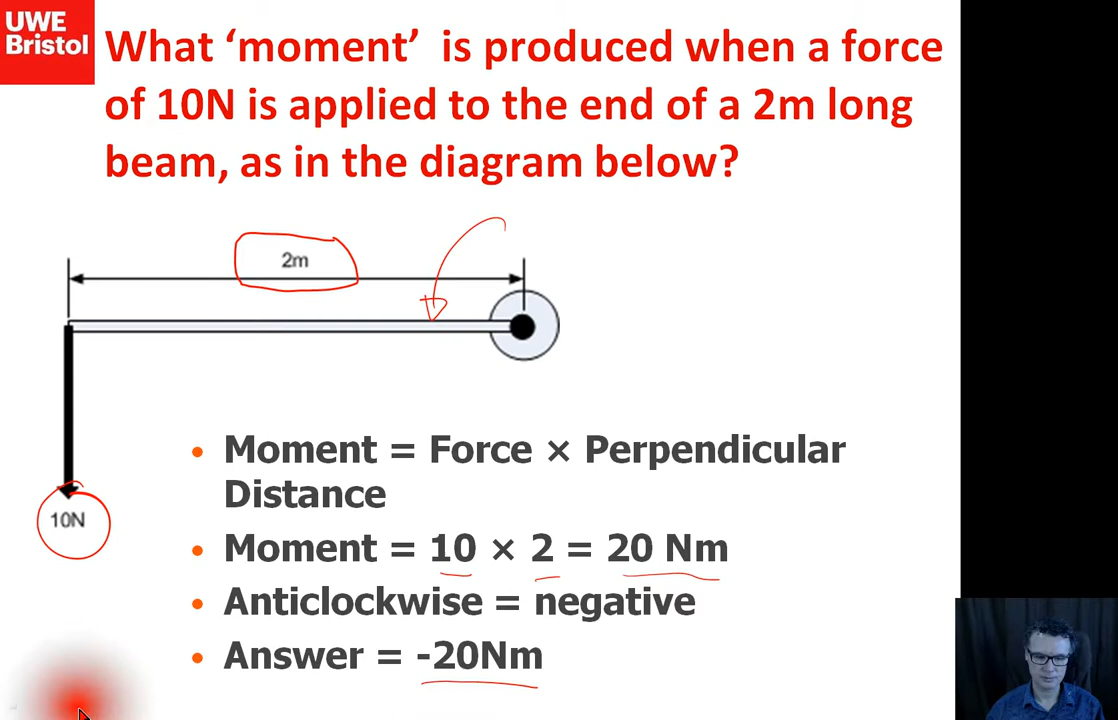 UWE
Bristol
What ‘moment’ is produced when a force
of 10N is applied to the end of a 2m long
beam, as in the diagram below?
2m
10N
• Moment = Force × Perpendicular
Distance
• Moment = 10 × 2 = 20 Nm
• Anticlockwise = negative
• Answer = -20Nm